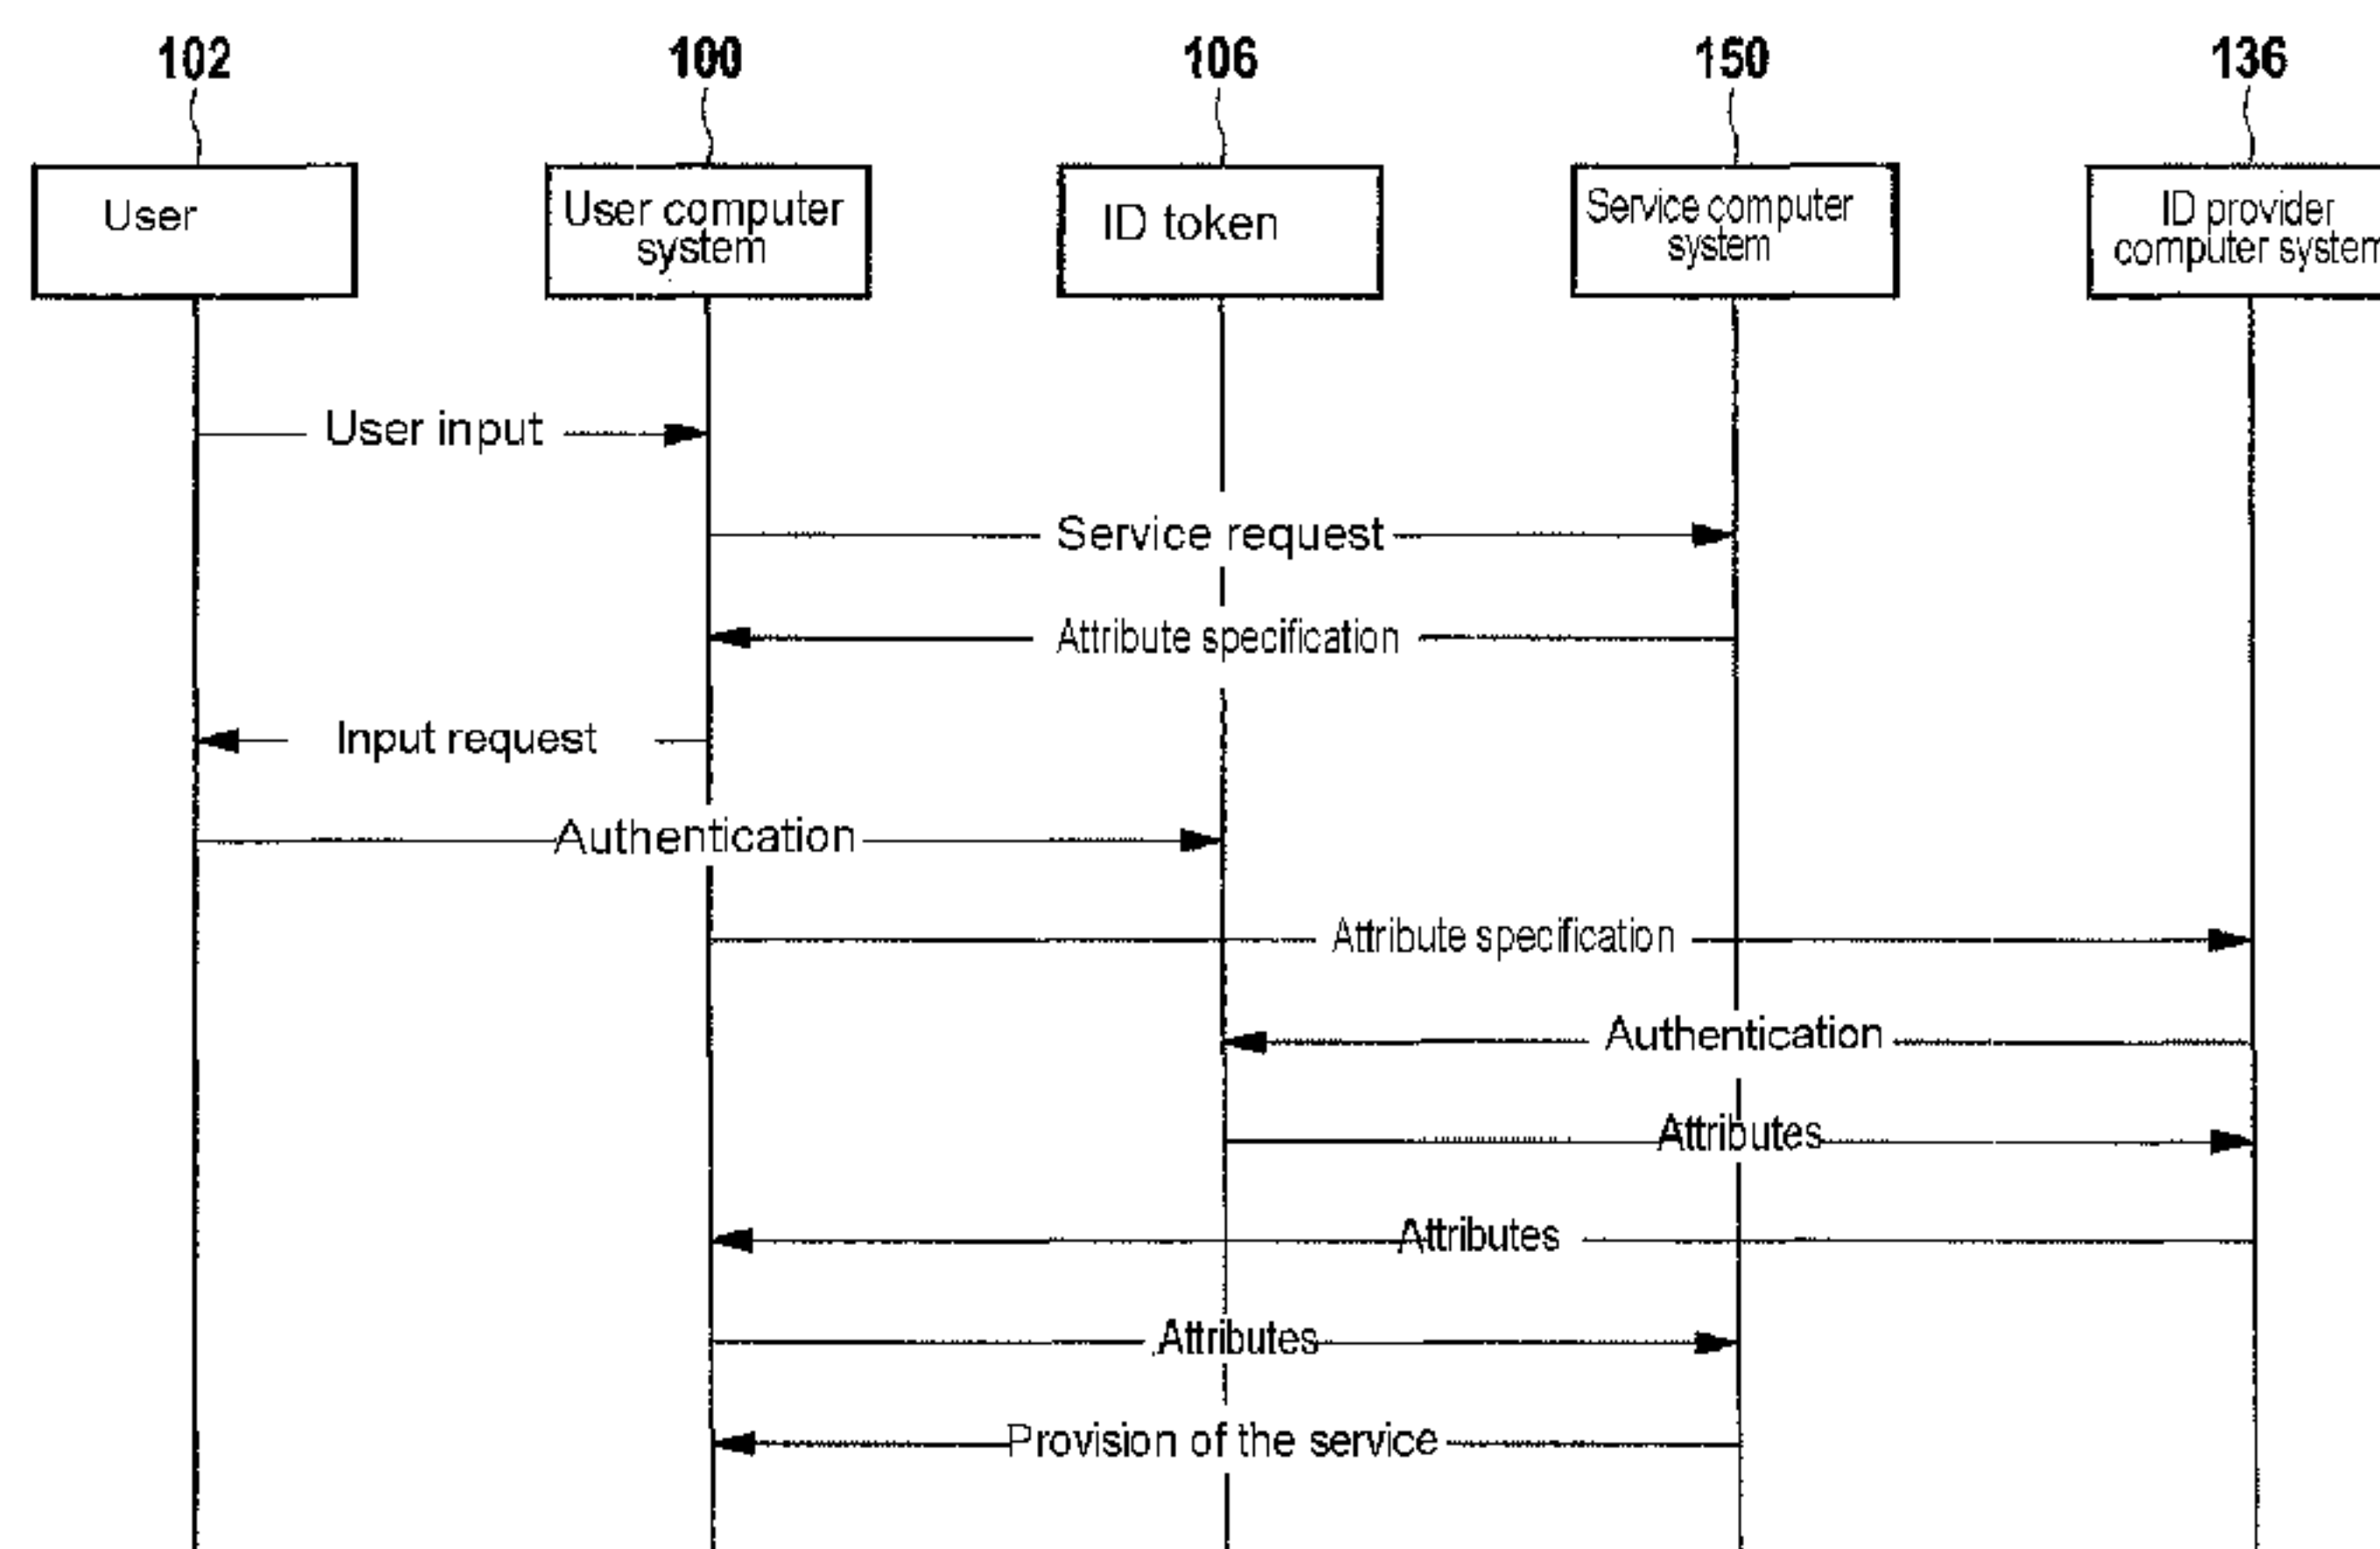 102 100 106 150 136
User
User computer
system
ID token
Service computer
system
ID provider
computer system
User input
Service request
Attribute specification
Input request
Authentication
Attribute specification
Authentication
Attributes
Attributes
Attributes
Provision of the service